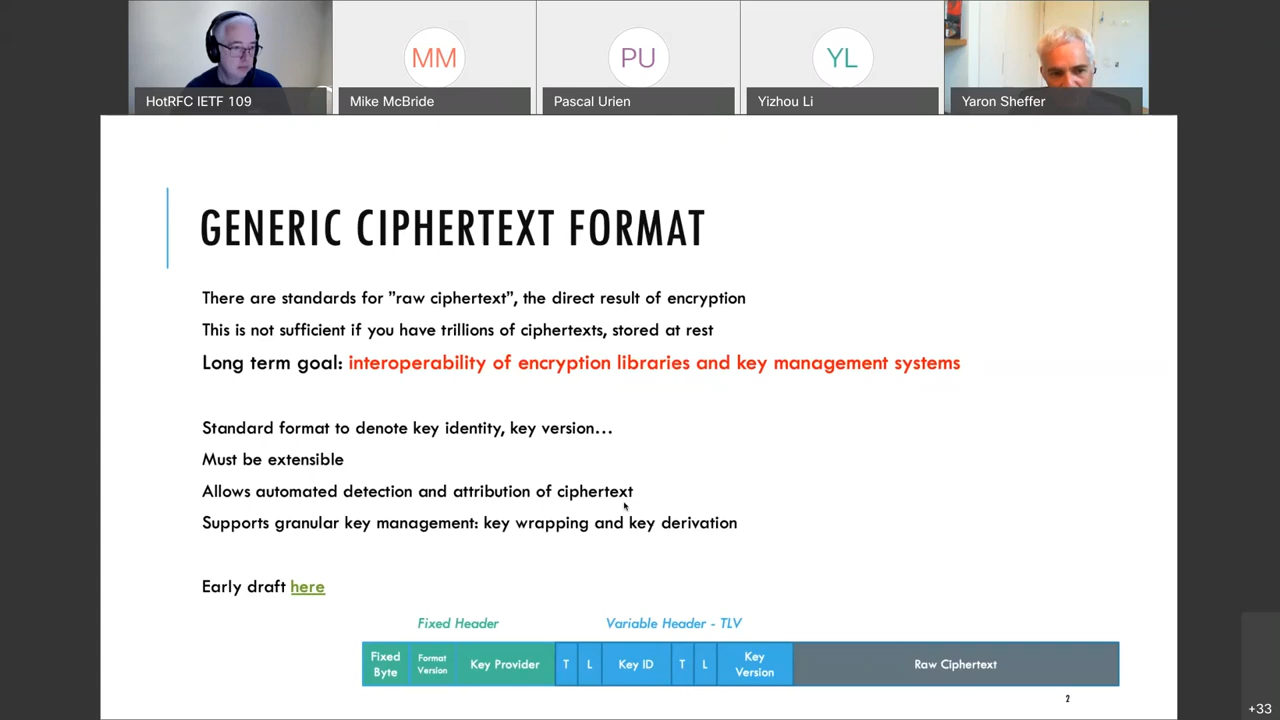 MM
PU
YL
HotRFC IETF 109
Mike McBride
Pascal Urien
Yizhou Li
Yaron Sheffer
GENERIC CIPHERTEXT FORMAT
There are standards for ”raw ciphertext”, the direct result of encryption
This is not sufficient if you have trillions of ciphertexts, stored at rest
Long term goal: interoperability of encryption libraries and key management systems
Standard format to denote key identity, key version…
Must be extensible
Allows automated detection and attribution of ciphertext
Supports granular key management: key wrapping and key derivation
Early draft here
Fixed Header
Variable Header - TLV
Fixed
Byte
Format
Version
Key Provider
T
L
Key ID
T
L
Key
Version
Raw Ciphertext
2
+33